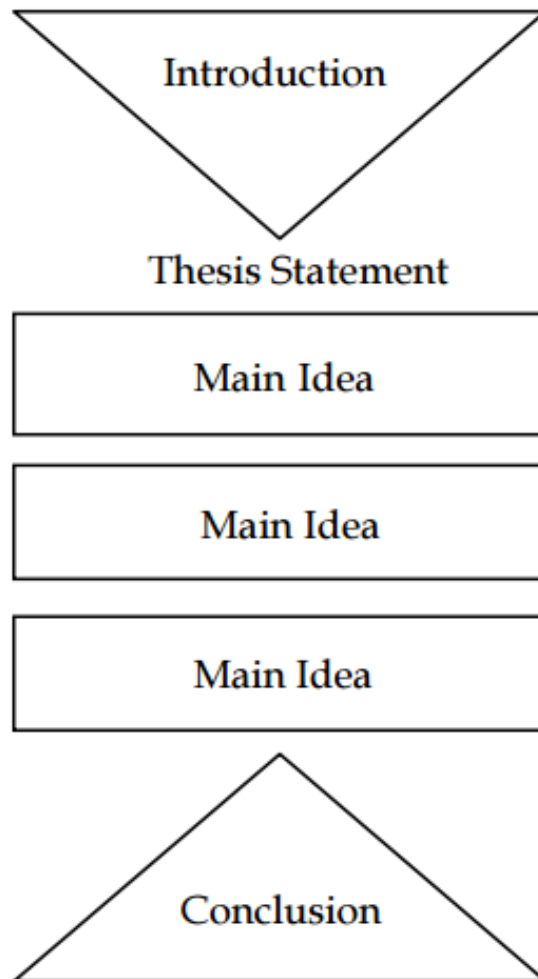 Introduction
Thesis Statement
Main Idea
Main Idea
Main Idea
Conclusion